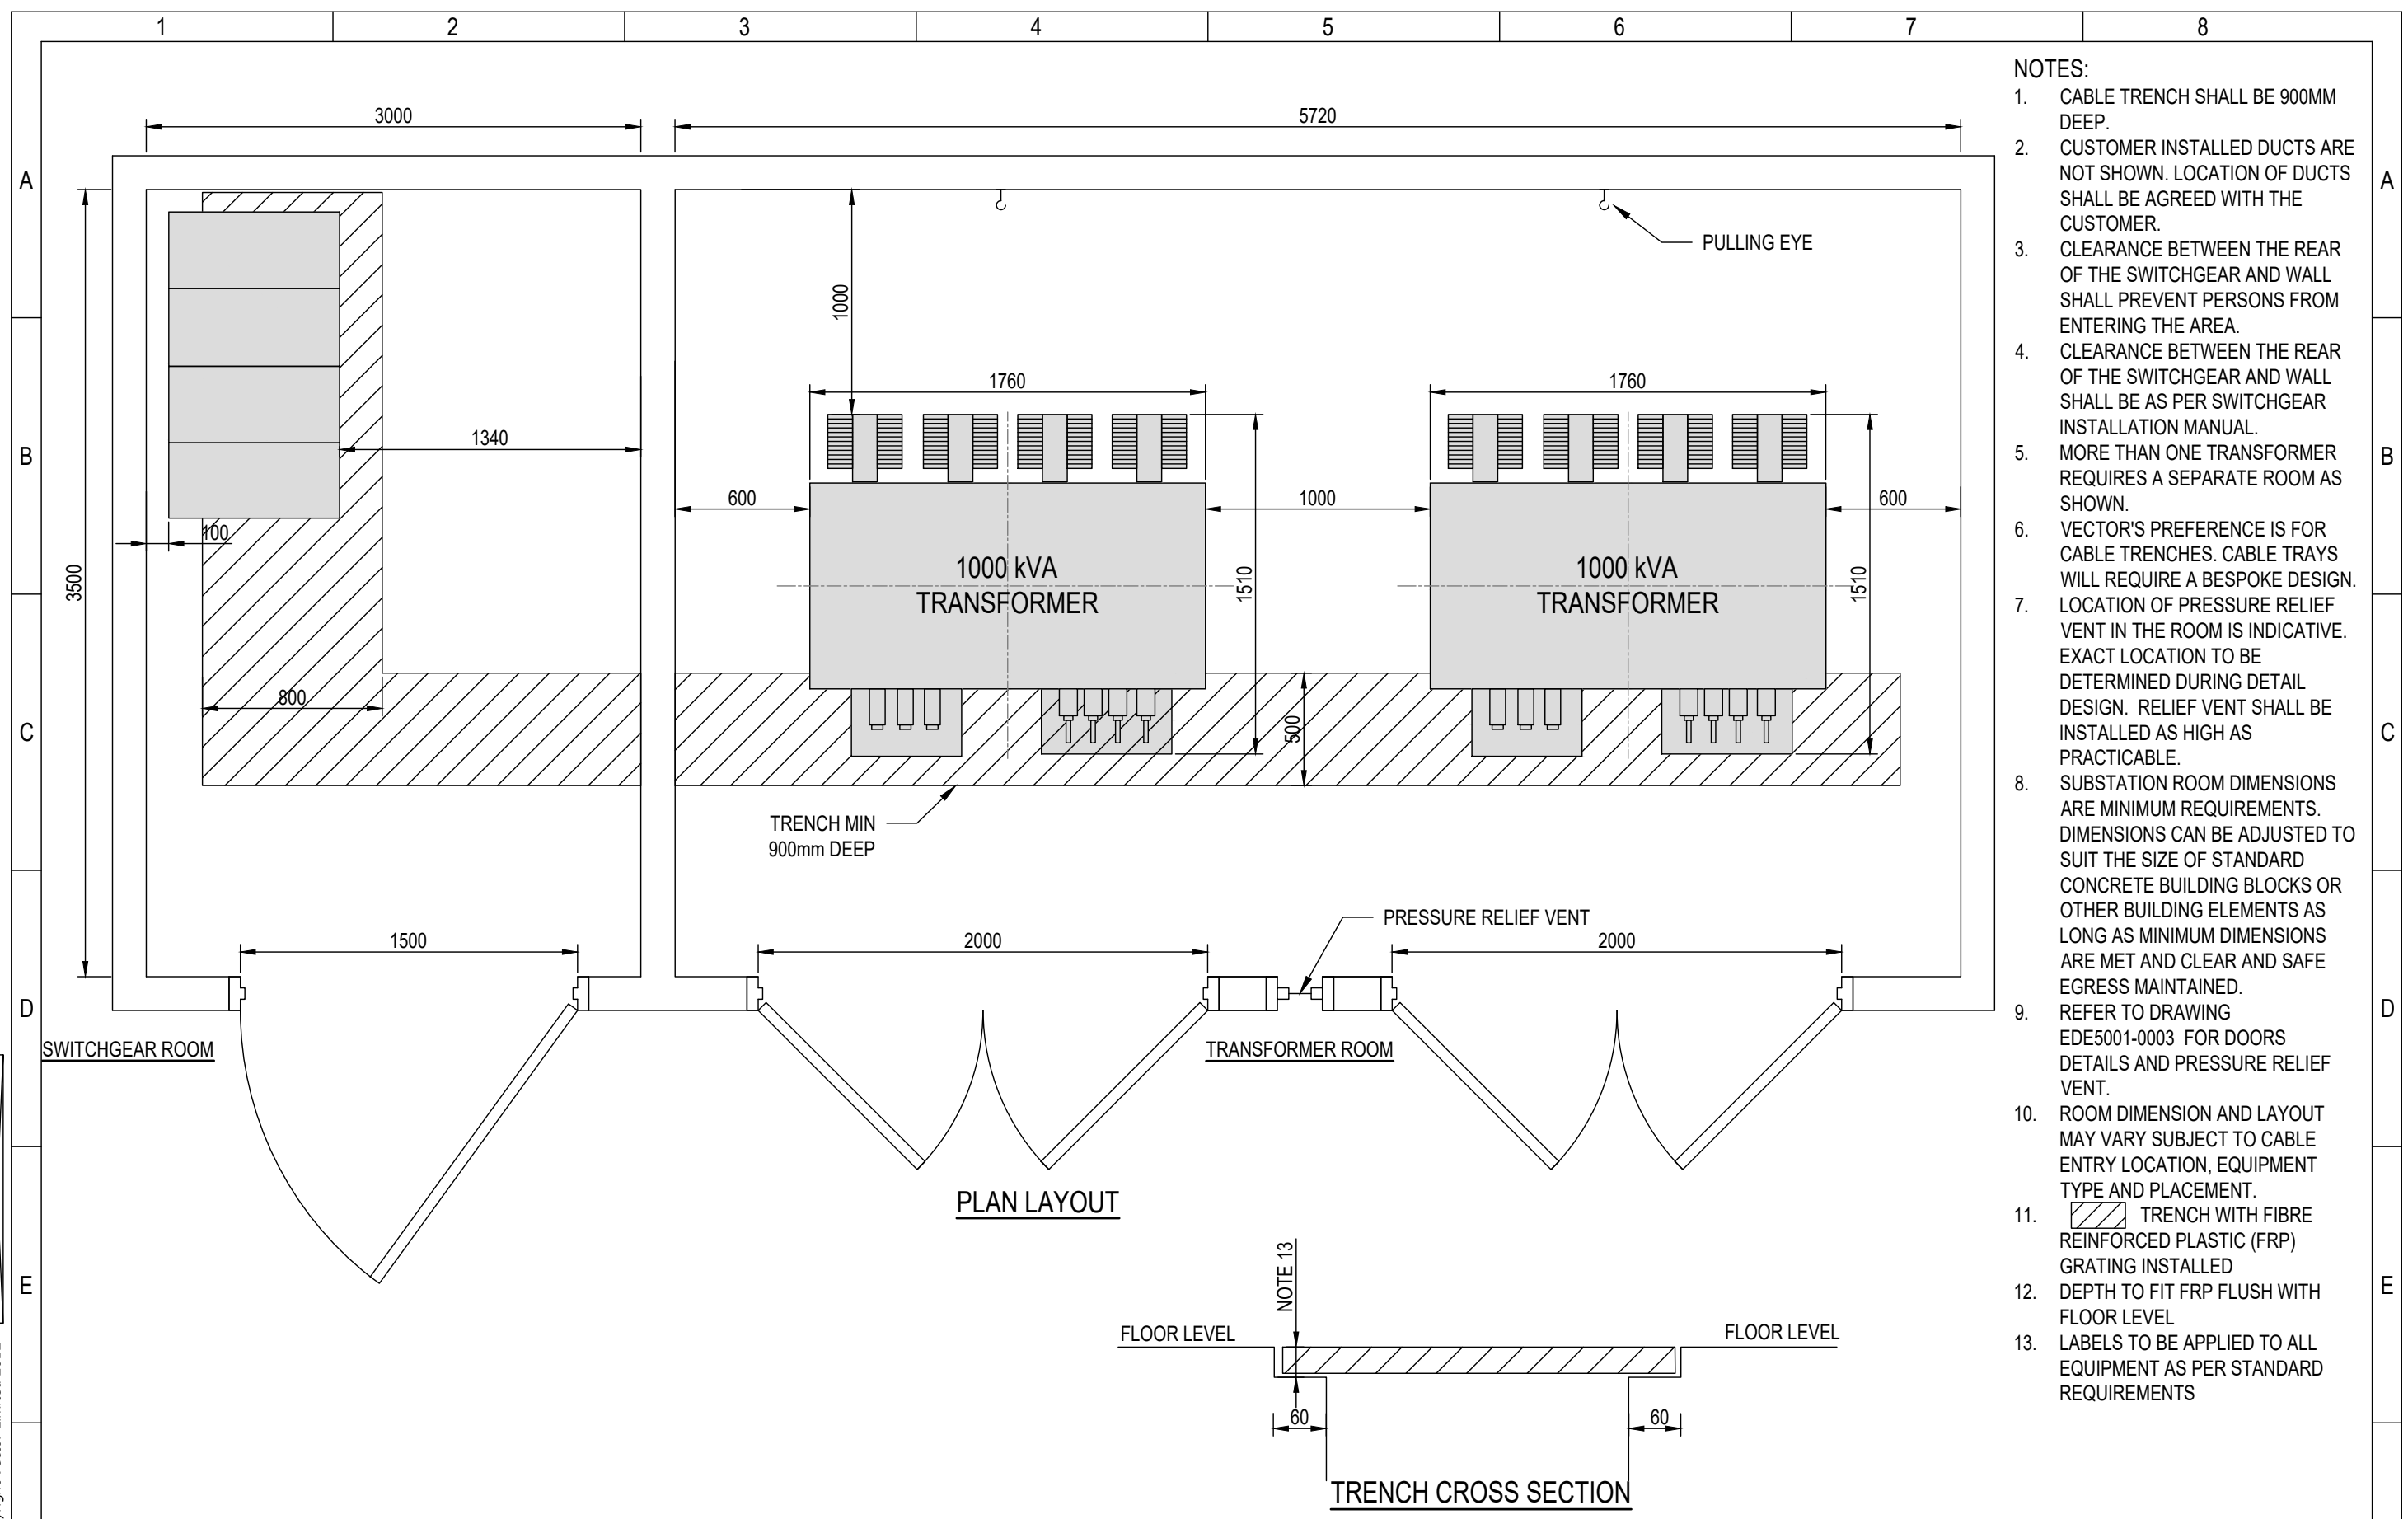 1 2 3 4 5 6 7 8
A
B
C
D
E
A
B
C
D
E
3000
5720
3500
1000
PULLING EYE
1760
1760
1340
600
1000
600
100
1510
1510
1000 kVA
TRANSFORMER
1000 kVA
TRANSFORMER
800
500
TRENCH MIN
900mm DEEP
PRESSURE RELIEF VENT
1500
2000
2000
SWITCHGEAR ROOM
TRANSFORMER ROOM
PLAN LAYOUT
NOTE 13
FLOOR LEVEL
FLOOR LEVEL
60
60
TRENCH CROSS SECTION
NOTES:
1. CABLE TRENCH SHALL BE 900MM
DEEP.
2. CUSTOMER INSTALLED DUCTS ARE
NOT SHOWN. LOCATION OF DUCTS
SHALL BE AGREED WITH THE
CUSTOMER.
3. CLEARANCE BETWEEN THE REAR
OF THE SWITCHGEAR AND WALL
SHALL PREVENT PERSONS FROM
ENTERING THE AREA.
4. CLEARANCE BETWEEN THE REAR
OF THE SWITCHGEAR AND WALL
SHALL BE AS PER SWITCHGEAR
INSTALLATION MANUAL.
5. MORE THAN ONE TRANSFORMER
REQUIRES A SEPARATE ROOM AS
SHOWN.
6. VECTOR'S PREFERENCE IS FOR
CABLE TRENCHES. CABLE TRAYS
WILL REQUIRE A BESPOKE DESIGN.
7. LOCATION OF PRESSURE RELIEF
VENT IN THE ROOM IS INDICATIVE.
EXACT LOCATION TO BE
DETERMINED DURING DETAIL
DESIGN. RELIEF VENT SHALL BE
INSTALLED AS HIGH AS
PRACTICABLE.
8. SUBSTATION ROOM DIMENSIONS
ARE MINIMUM REQUIREMENTS.
DIMENSIONS CAN BE ADJUSTED TO
SUIT THE SIZE OF STANDARD
CONCRETE BUILDING BLOCKS OR
OTHER BUILDING ELEMENTS AS
LONG AS MINIMUM DIMENSIONS
ARE MET AND CLEAR AND SAFE
EGRESS MAINTAINED.
9. REFER TO DRAWING
EDE5001-0003 FOR DOORS
DETAILS AND PRESSURE RELIEF
VENT.
10. ROOM DIMENSION AND LAYOUT
MAY VARY SUBJECT TO CABLE
ENTRY LOCATION, EQUIPMENT
TYPE AND PLACEMENT.
11. TRENCH WITH FIBRE
REINFORCED PLASTIC (FRP)
GRATING INSTALLED
12. DEPTH TO FIT FRP FLUSH WITH
FLOOR LEVEL
13. LABELS TO BE APPLIED TO ALL
EQUIPMENT AS PER STANDARD
REQUIREMENTS